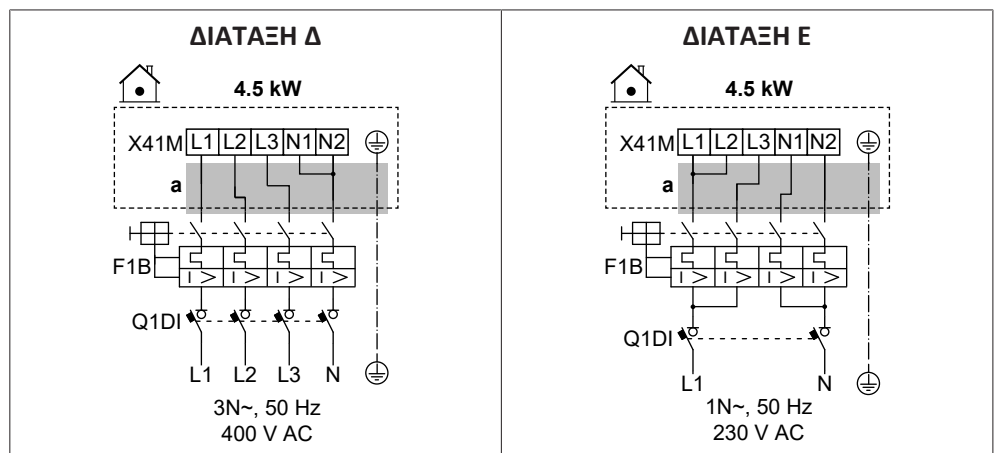 ΔΙΑΤΑΞΗ Δ
4.5 kW
X41M L1 L2 L3 N1 N2
a
F1B
I > I > I > I >
Q1DI
L1 L2 L3 N
3N~, 50 Hz
400 V AC
ΔΙΑΤΑΞΗ Ε
4.5 kW
X41M L1 L2 L3 N1 N2
a
F1B
I > I > I > I >
Q1DI
L1 N
1N~, 50 Hz
230 V AC